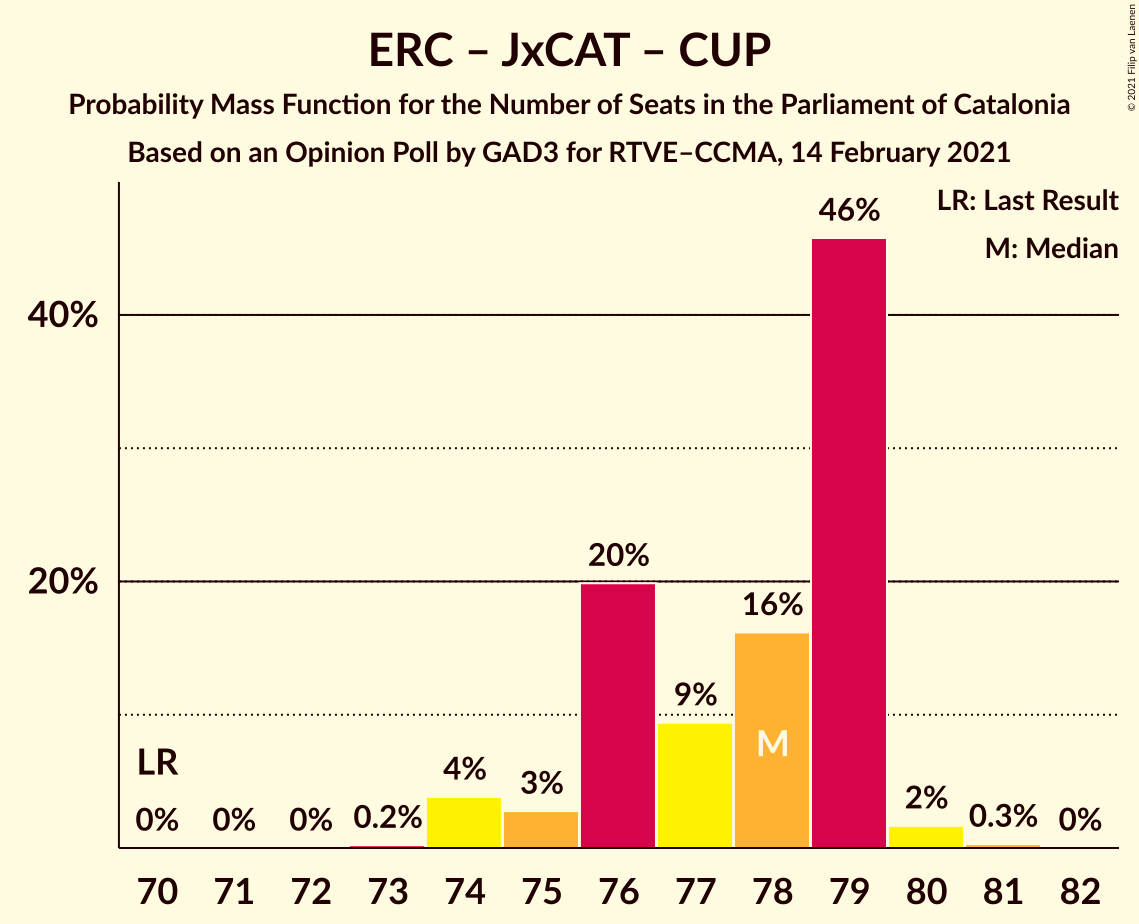 ERC – JxCAT – CUP
Probability Mass Function for the Number of Seats in the Parliament of Catalonia
Based on an Opinion Poll by GAD3 for RTVE–CCMA, 14 February 2021
© 2021 Filip van Laenen
LR: Last Result
M: Median
40%
20%
LR
0%
0%
0%
0.2%
4%
3%
20%
9%
16%
M
46%
2%
0.3%
0%
70 71 72 73 74 75 76 77 78 79 80 81 82